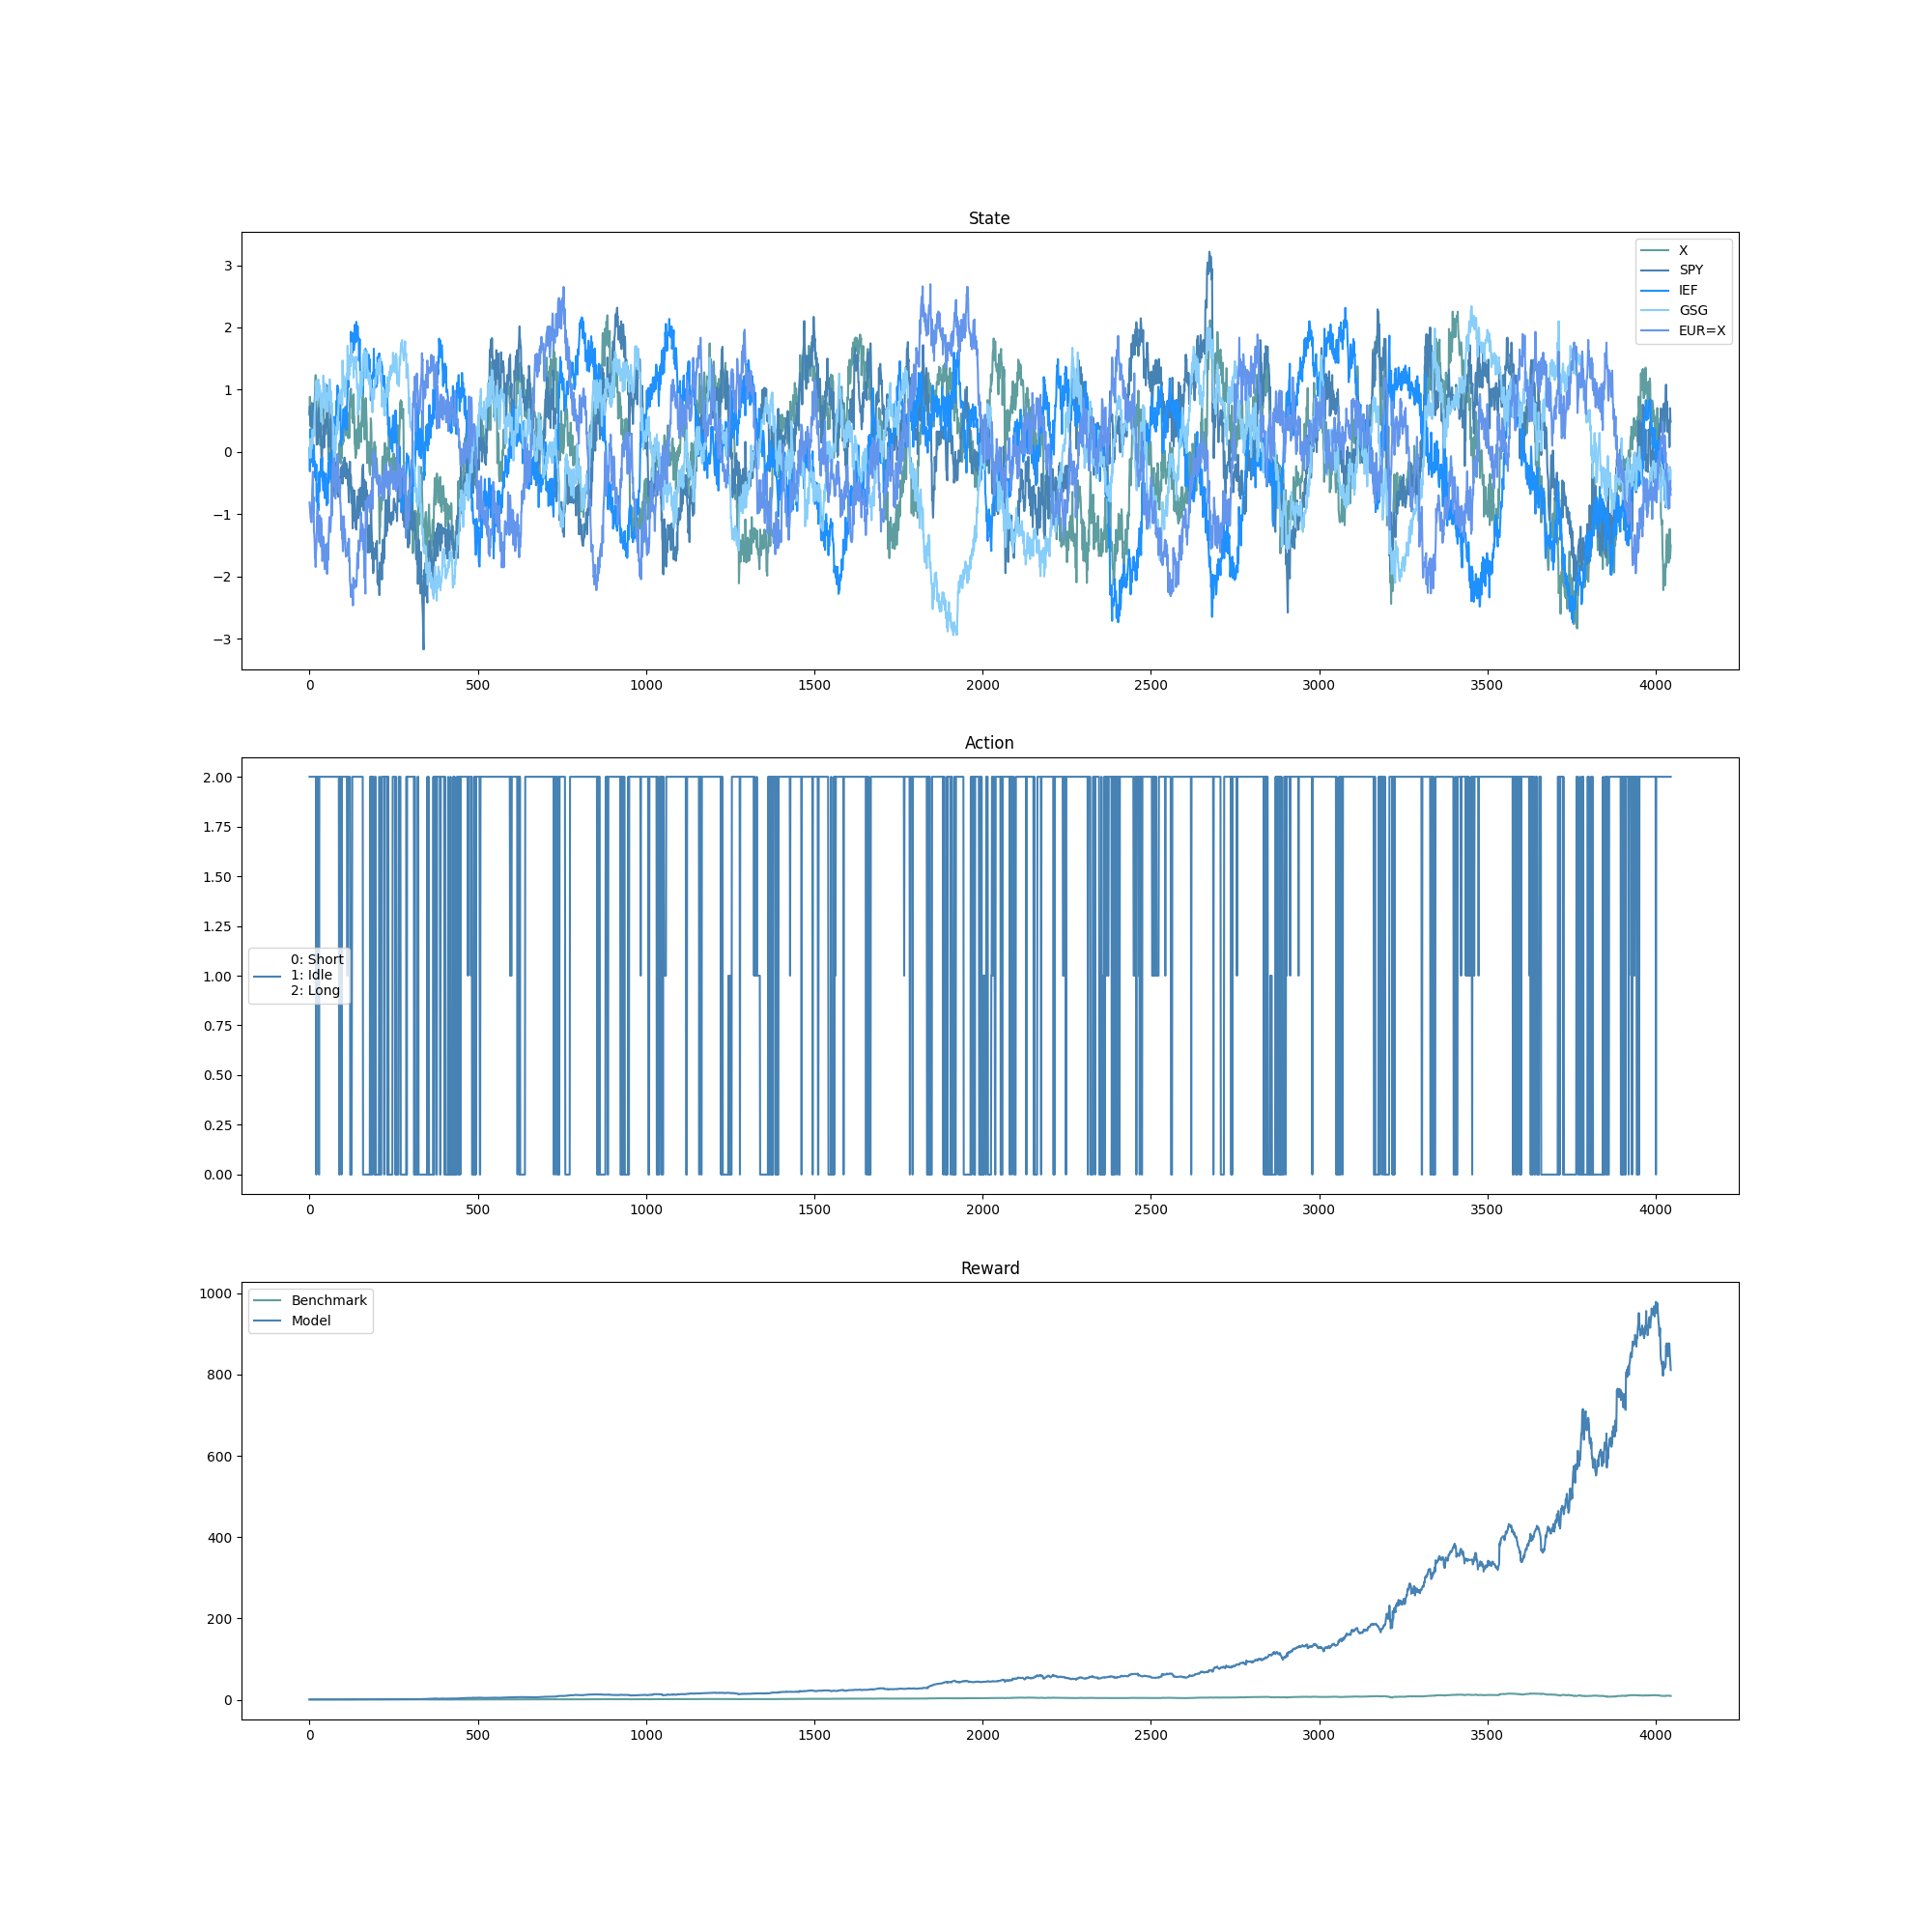 State
3
2
1
0
−1
−2
−3
X
SPY
IEF
GSG
EUR=X
0 500 1000 1500 2000 2500 3000 3500 4000
Action
2.00
1.75
1.50
1.25
1.00
0.75
0.50
0.25
0.00
0: Short
1: Idle
2: Long
0 500 1000 1500 2000 2500 3000 3500 4000
Reward
1000
800
600
400
200
0
Benchmark
Model
0 500 1000 1500 2000 2500 3000 3500 4000